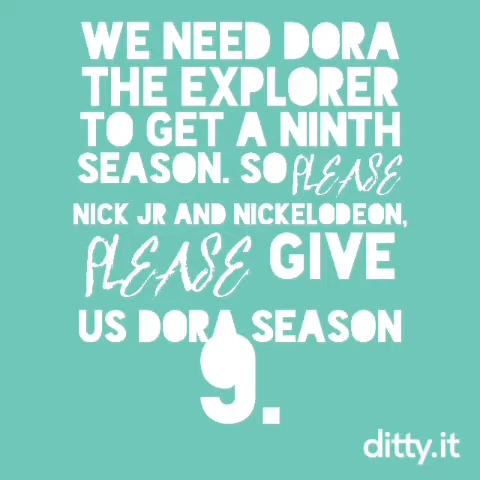 WE NEED DORA
THE EXPLORER
TO GET A NINTH
SEASON. SO PLEASE
NICK JR AND NICKELODEON,
PLEASE GIVE
US DORA SEASON
9.
ditty.it